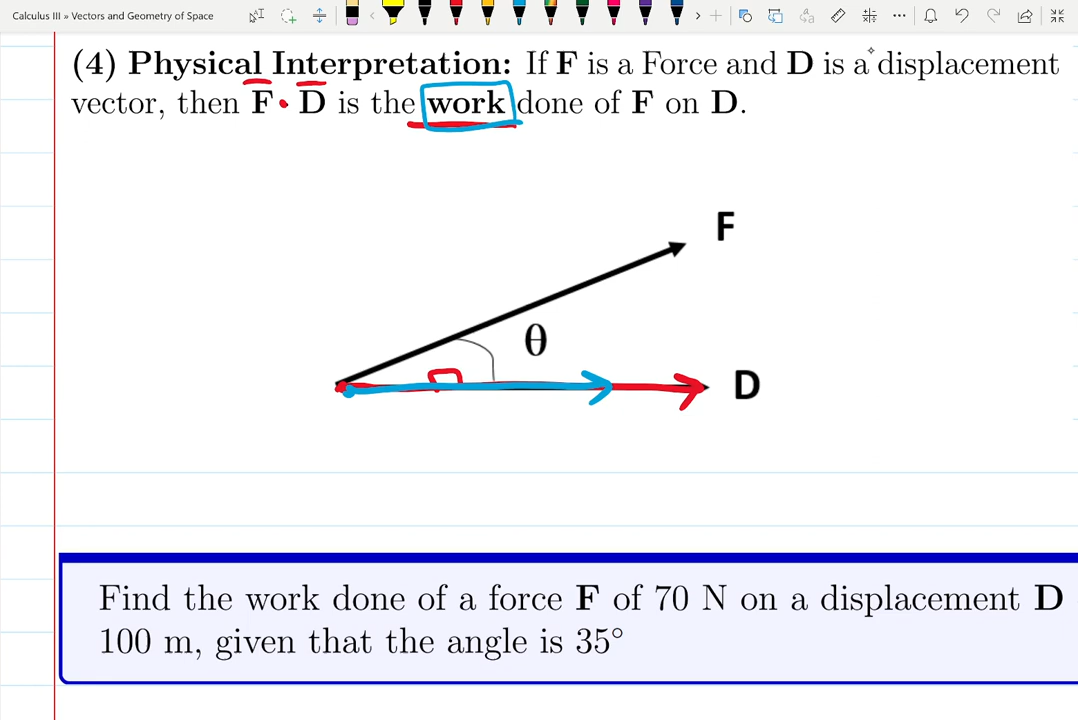 Calculus III » Vectors and Geometry of Space
(4) Physical Interpretation: If F is a Force and D is a displacement
vector, then F • D is the work done of F on D.
F
θ
D
Find the work done of a force F of 70 N on a displacement D
100 m, given that the angle is 35°